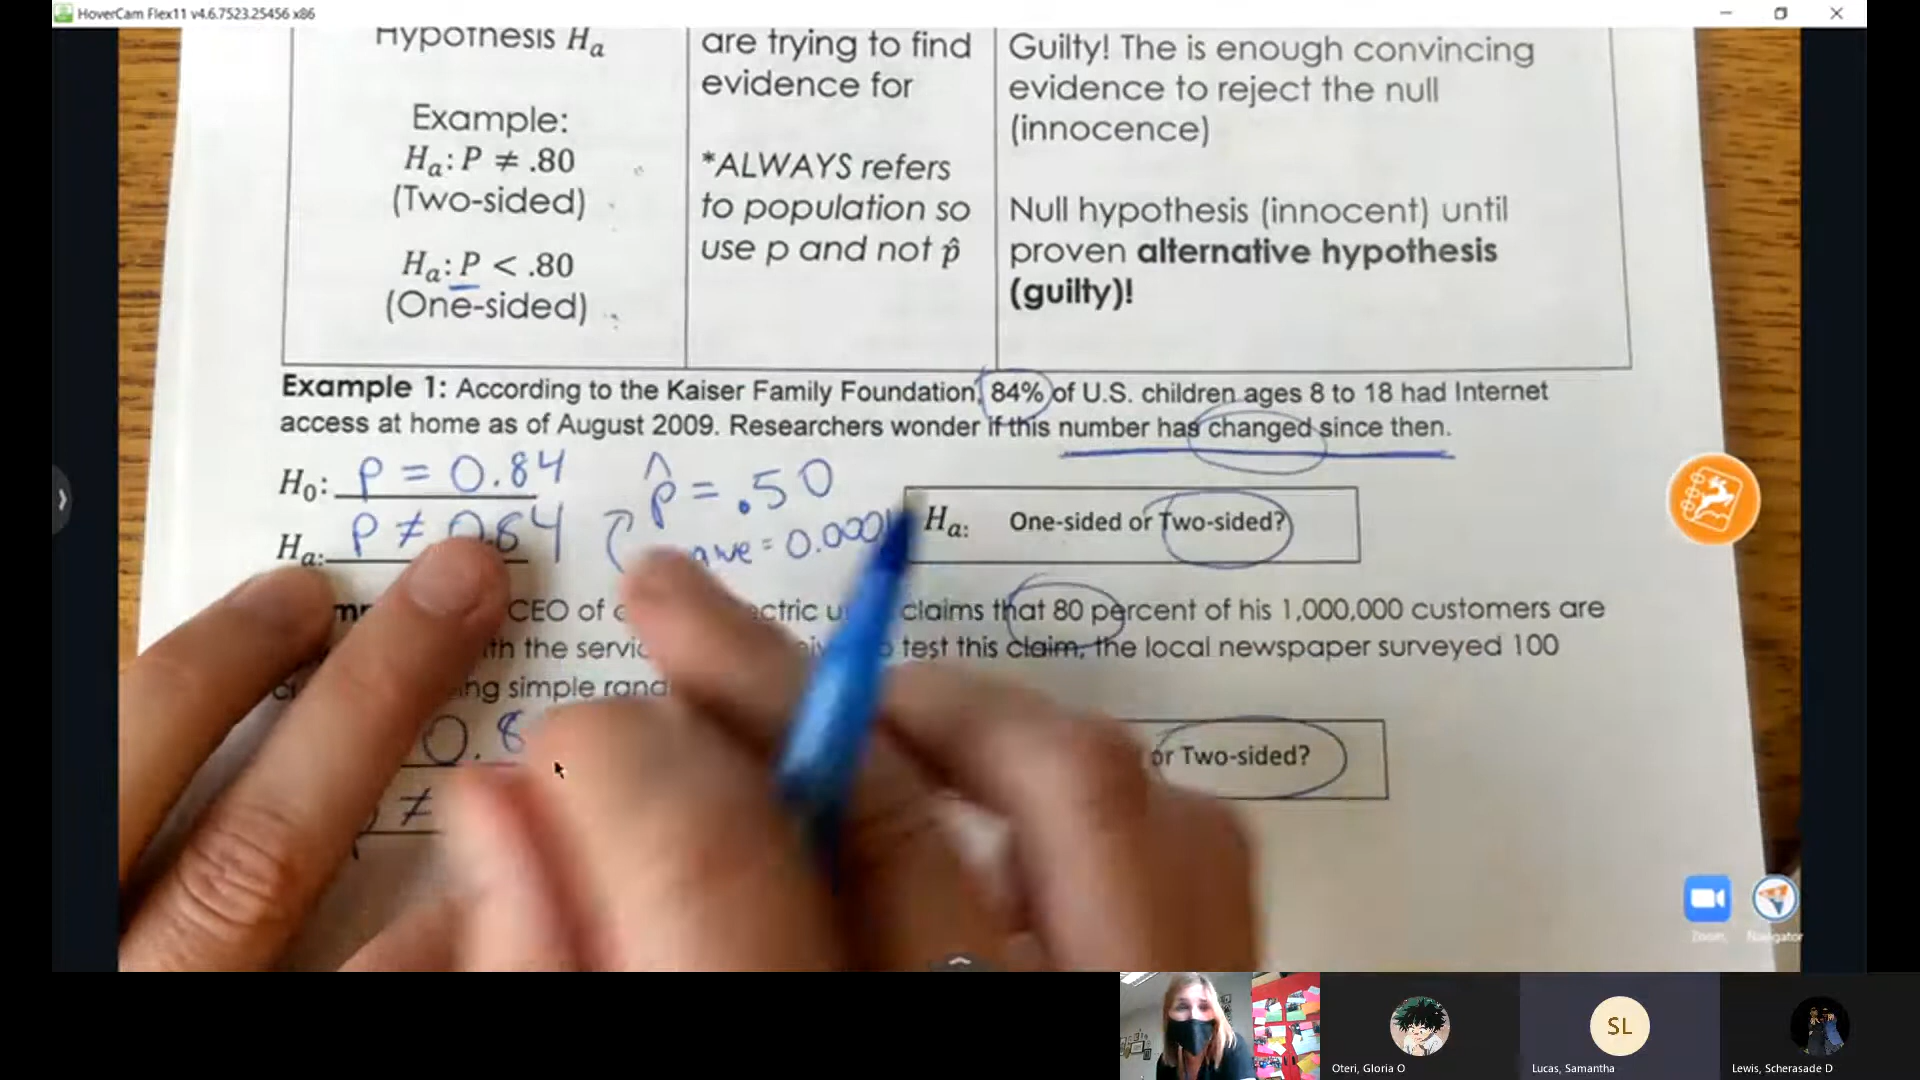 HoverCam Flex11 v4.6.7523.25456 x86
Hypothesis Hₐ
Example:
Hₐ: P ≠ .80
(Two-sided)
Hₐ: P < .80
(One-sided)
are trying to find
evidence for
*ALWAYS refers
to population so
use p and not p̂
Guilty! The is enough convincing
evidence to reject the null
(innocence)
Null hypothesis (innocent) until
proven alternative hypothesis
(guilty)!
Example 1: According to the Kaiser Family Foundation, 84% of U.S. children ages 8 to 18 had Internet
access at home as of August 2009. Researchers wonder if this number has changed since then.
H₀: P = 0.84
p̂ = .50
Hₐ: P ≠ 0.84
= 0.000
Hₐ: One-sided or Two-sided?
CEO of claims that 80 percent of his 1,000,000 customers are
the test this claim, the local newspaper surveyed 100
simple
0.8
≠
or Two-sided?
Zoom
Navigator
SL
Oteri, Gloria O
Lucas, Samantha
Lewis, Scherasade D